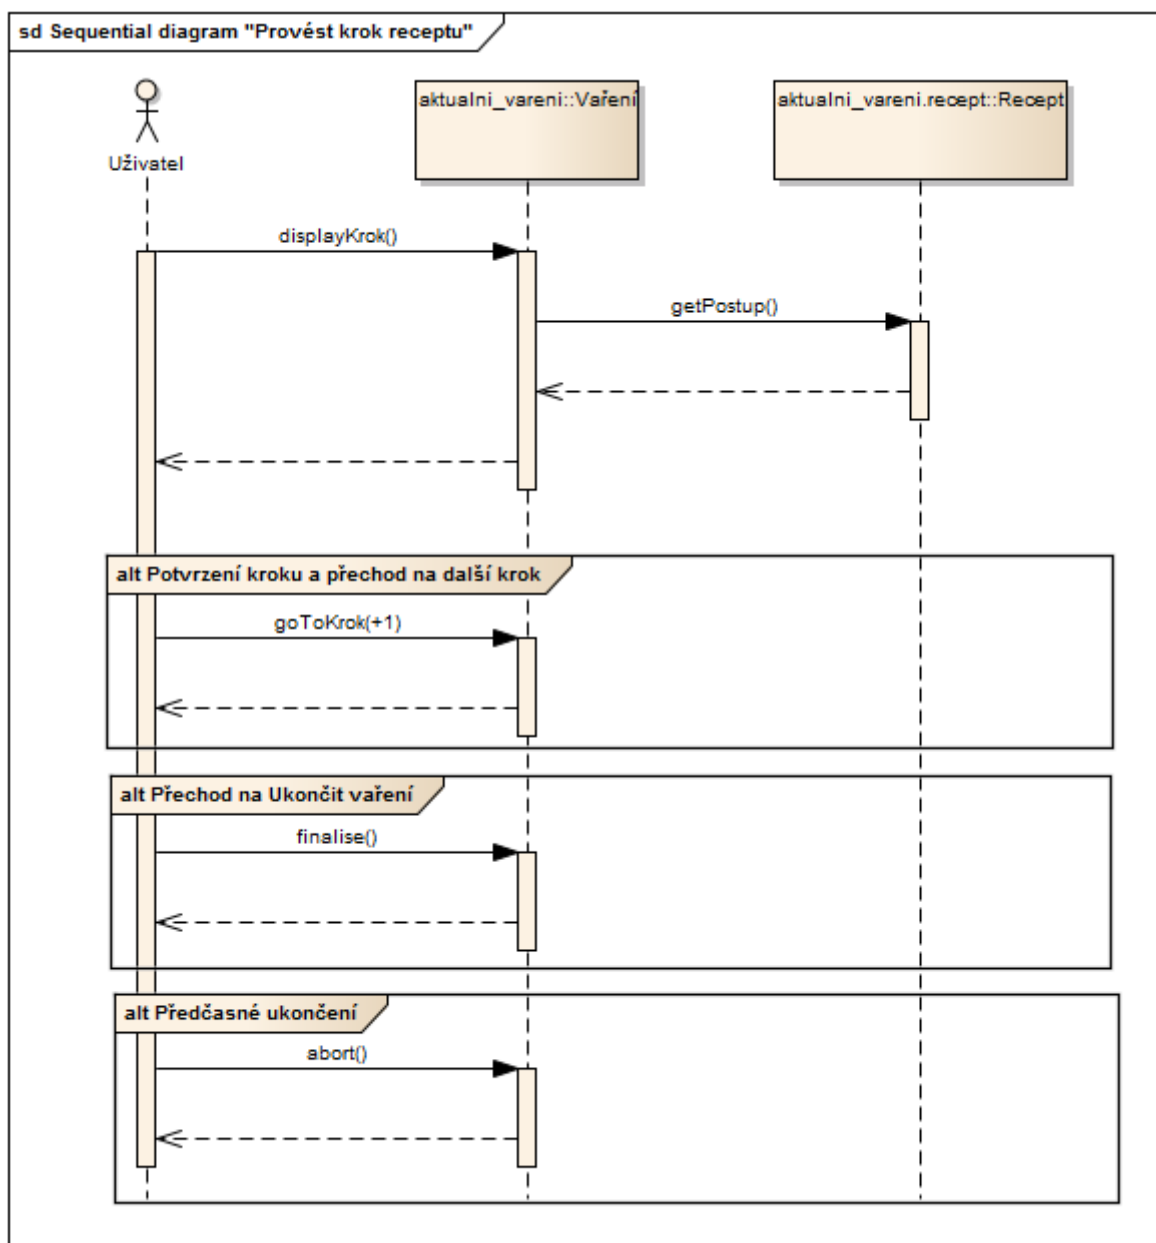 sd Sequential diagram "Provést krok receptu"
aktualni_vareni::Vaření
aktualni_vareni.recept::Recept
Uživatel
displayKrok()
getPostup()
alt Potvrzení kroku a přechod na další krok
goToKrok(+1)
alt Přechod na Ukončit vaření
finalise()
alt Předčasné ukončení
abort()